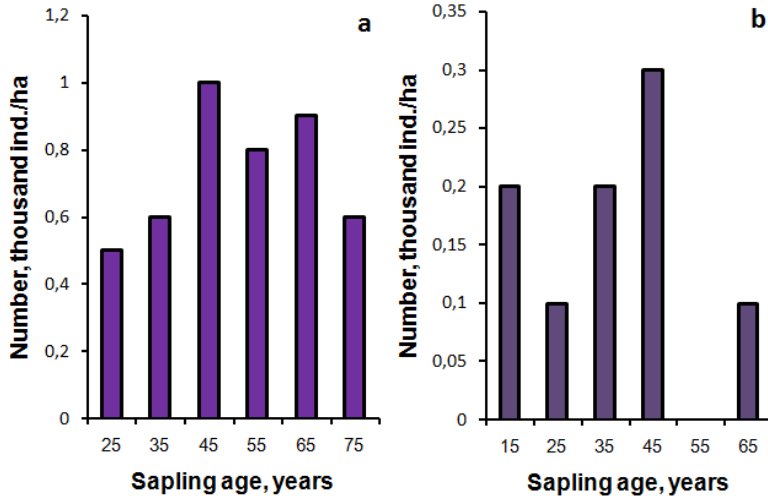 a
Number, thousand ind./ha
1,2
1
0,8
0,6
0,4
0,2
0
25 35 45 55 65 75
Sapling age, years
b
Number, thousand ind./ha
0,35
0,3
0,25
0,2
0,15
0,1
0,05
0
15 25 35 45 55 65
Sapling age, years